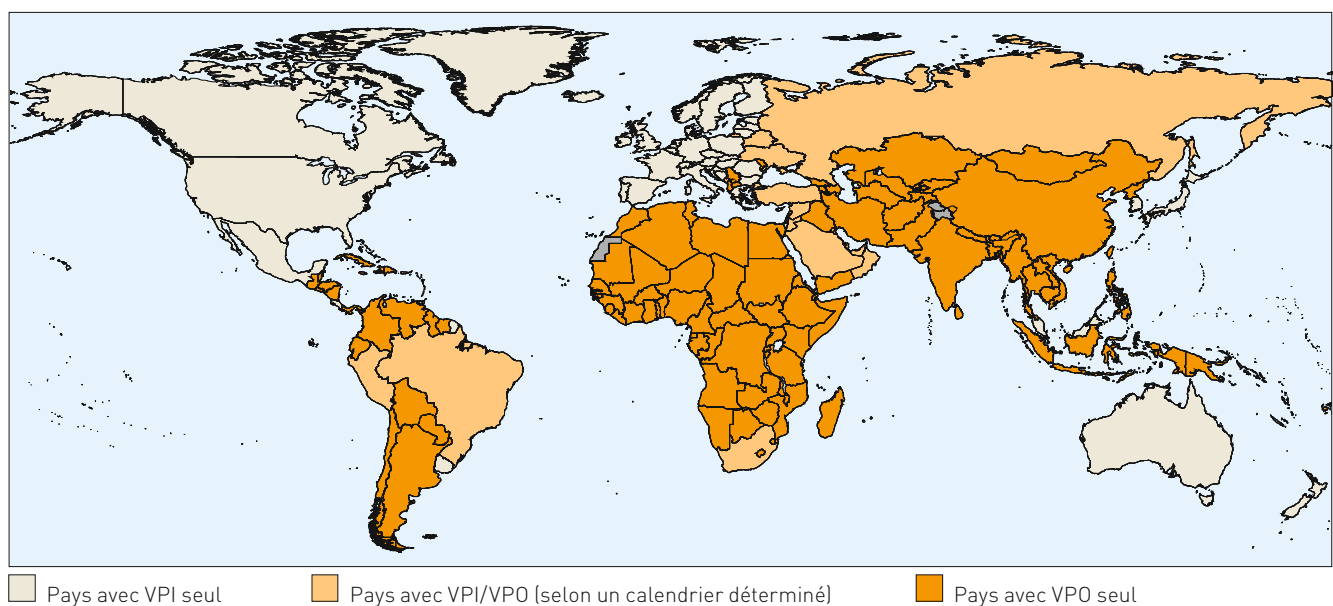 Pays avec VPI seul
Pays avec VPI/VPO (selon un calendrier déterminé)
Pays avec VPO seul